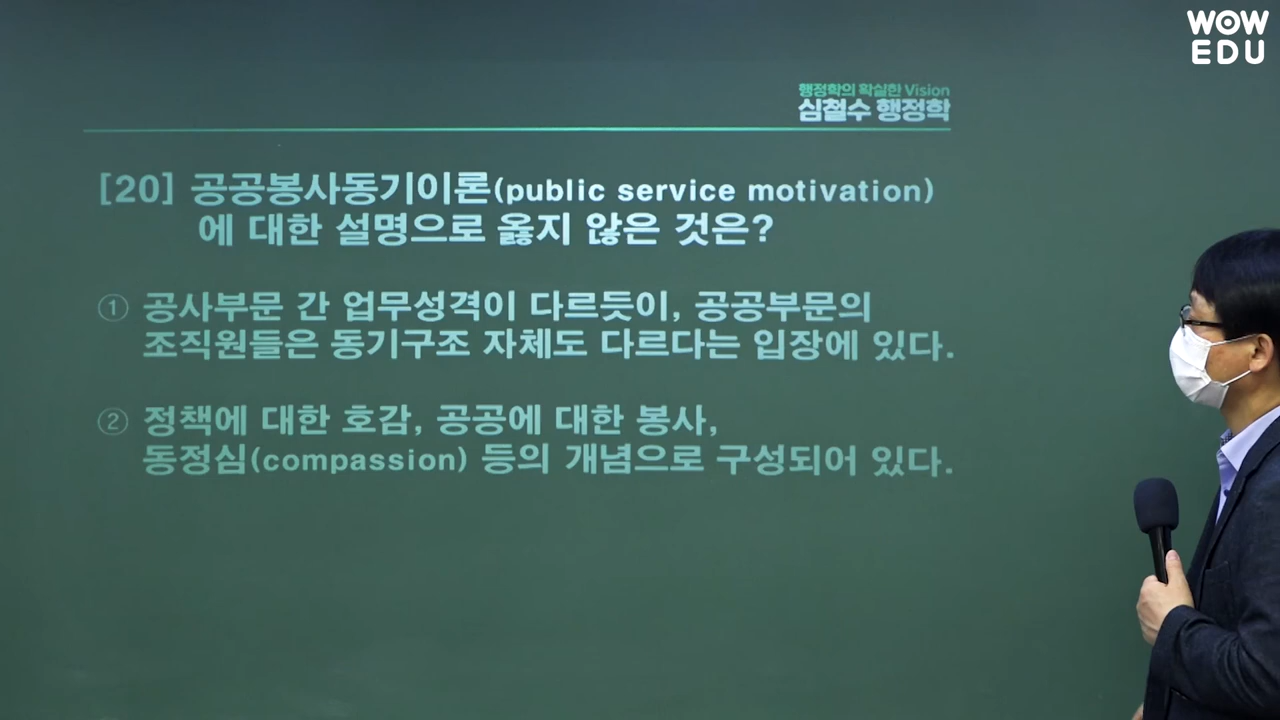 WOW
EDU
행정학의 확실한 Vision
심철수 행정학
[20] 공공봉사동기이론(public service motivation)
에 대한 설명으로 옳지 않은 것은?
① 공사부문 간 업무성격이 다르듯이, 공공부문의
조직원들은 동기구조 자체도 다르다는 입장에 있다.
② 정책에 대한 호감, 공공에 대한 봉사,
동정심(compassion) 등의 개념으로 구성되어 있다.